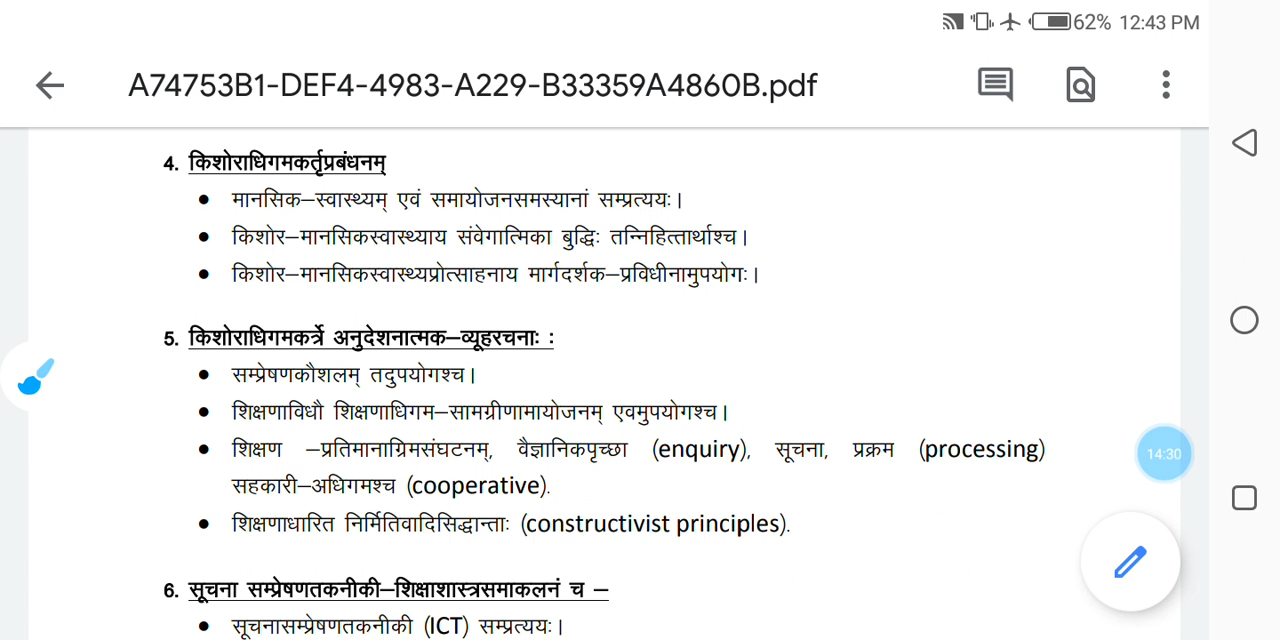 62% 12:43 PM
A74753B1-DEF4-4983-A229-B33359A4860B.pdf
4. किशोराधिगमकर्तृप्रबंधनम्
● मानसिक–स्वास्थ्यम् एवं समायोजनसमस्यानां सम्प्रत्ययः।
● किशोर–मानसिकस्वास्थ्याय संवेगात्मिका बुद्धिः तन्निहित्तार्थाश्च।
● किशोर–मानसिकस्वास्थ्यप्रोत्साहनाय मार्गदर्शक–प्रविधीनामुपयोगः।
5. किशोराधिगमकर्त्रे अनुदेशनात्मक–व्यूहरचनाः :
● सम्प्रेषणकौशलम् तदुपयोगश्च।
● शिक्षणाविधौ शिक्षणाधिगम–सामग्रीणामायोजनम् एवमुपयोगश्च।
● शिक्षण –प्रतिमानाग्रिमसंघटनम्, वैज्ञानिकपृच्छा (enquiry), सूचना, प्रक्रम (processing)
सहकारी–अधिगमश्च (cooperative).
● शिक्षणाधारित निर्मितिवादिसिद्धान्ताः (constructivist principles).
14:30
6. सूचना सम्प्रेषणतकनीकी–शिक्षाशास्त्रसमाकलनं च –
● सूचनासम्प्रेषणतकनीकी (ICT) सम्प्रत्ययः।